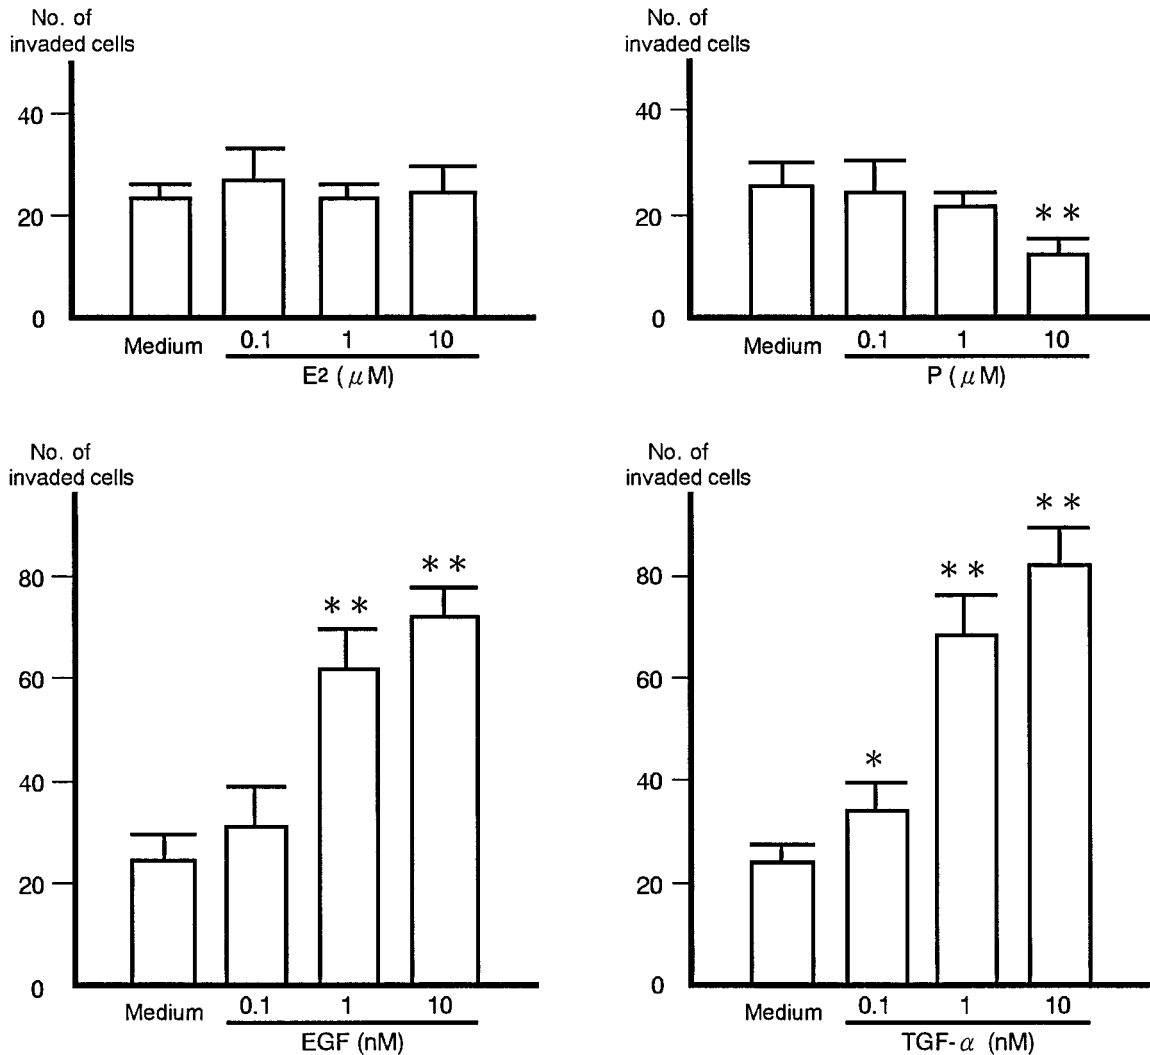 No. of
invaded cells
40
20
0
Medium 0.1 1 10
E2 ( μ M)
No. of
invaded cells
40
20
0
* *
Medium 0.1 1 10
P ( μ M)
No. of
invaded cells
80
60
40
20
0
* *
* *
Medium 0.1 1 10
EGF (nM)
No. of
invaded cells
80
60
40
20
0
* *
* *
*
Medium 0.1 1 10
TGF- α (nM)